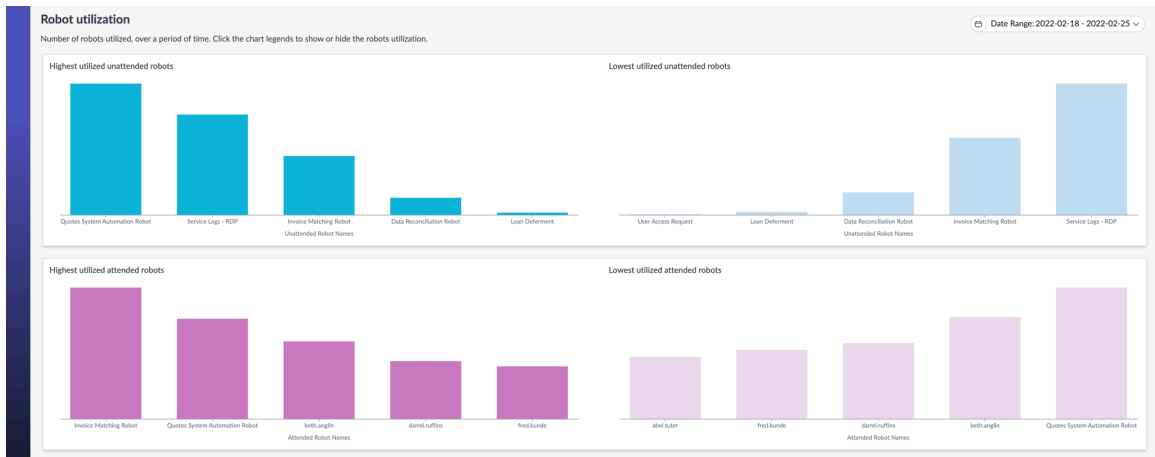 Robot utilization
Date Range: 2022-02-18 - 2022-02-25
Number of robots utilized, over a period of time. Click the chart legends to show or hide the robots utilization.
Highest utilized unattended robots
Quotes System Automation Robot
Service Logs - RDP
Invoice Matching Robot
Data Reconciliation Robot
Loan Deferment
Unattended Robot Names
Lowest utilized unattended robots
User Access Request
Loan Deferment
Data Reconciliation Robot
Invoice Matching Robot
Service Logs - RDP
Unattended Robot Names
Highest utilized attended robots
Invoice Matching Robot
Quotes System Automation Robot
beth.anglin
darrel.ruffins
fred.kunde
Attended Robot Names
Lowest utilized attended robots
abel.tuter
fred.kunde
darrel.ruffins
beth.anglin
Quotes System Automation Robot
Attended Robot Names